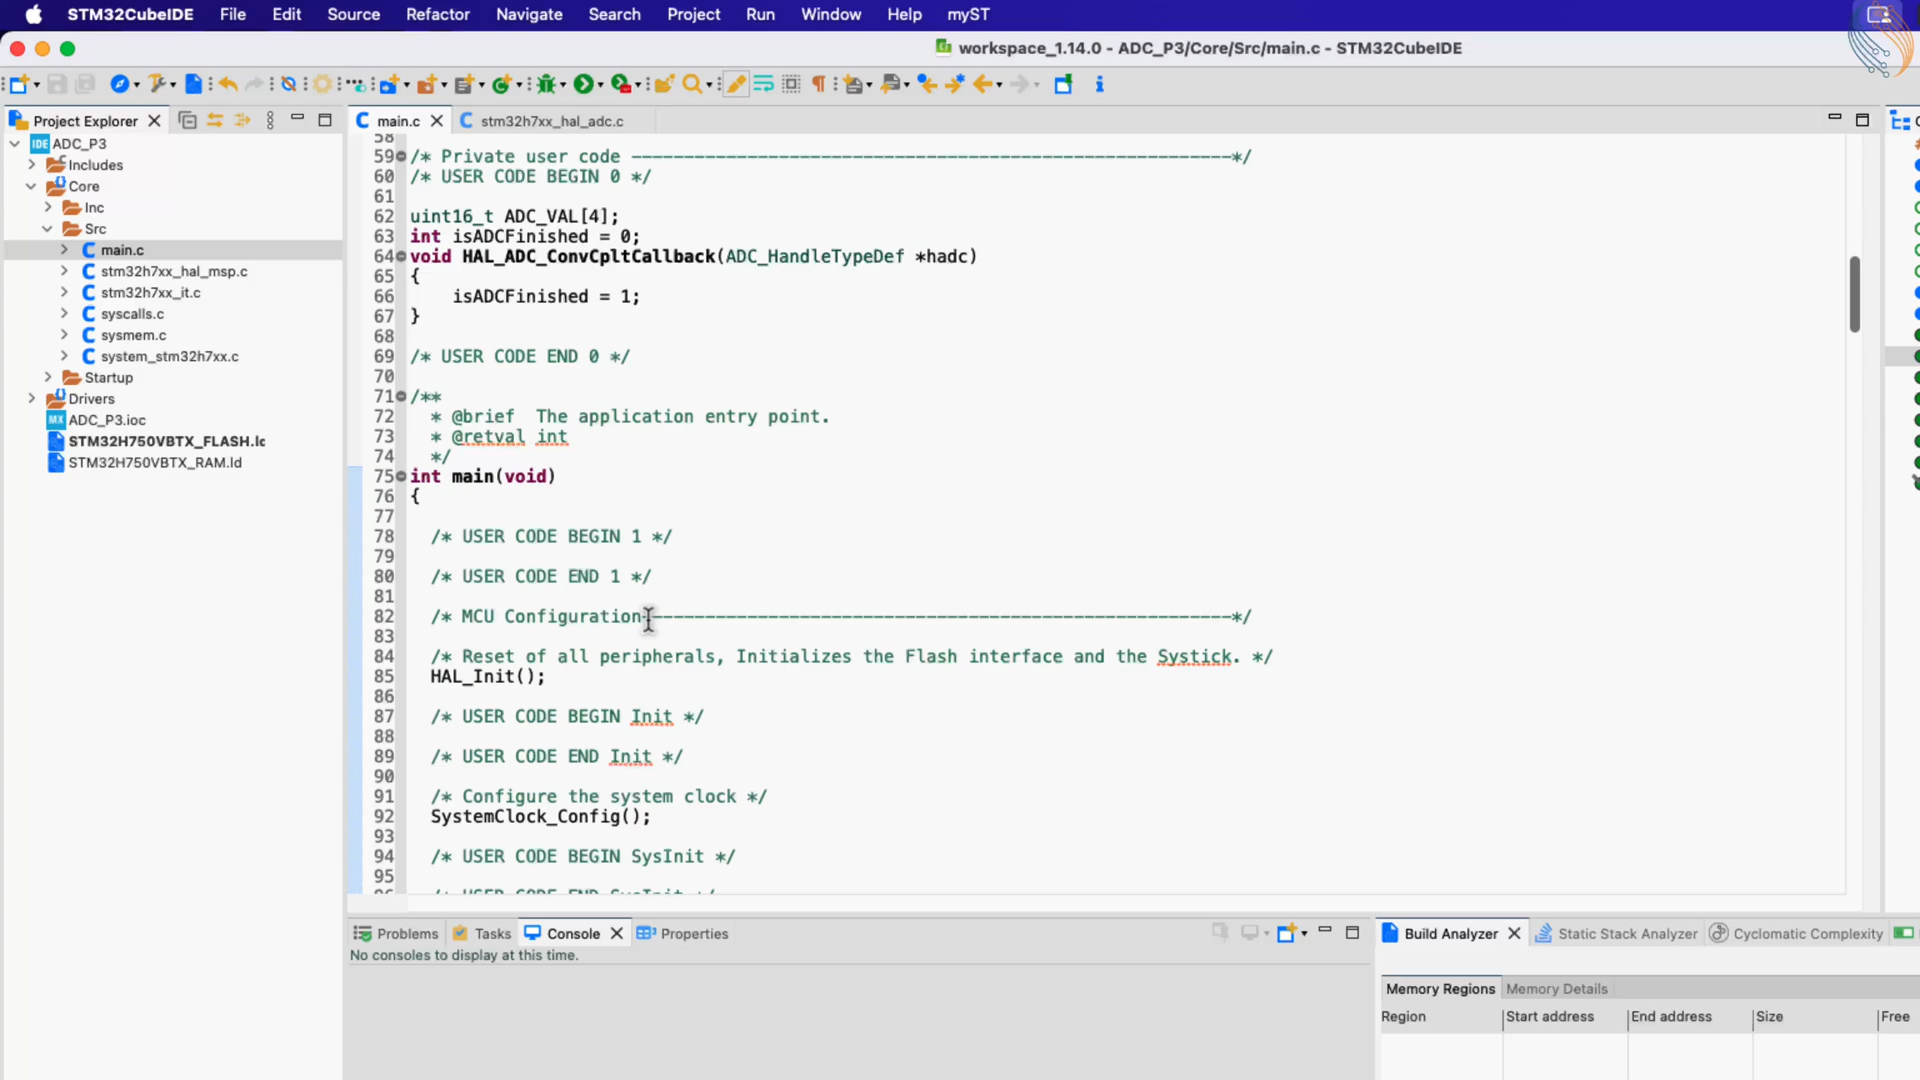 STM32CubeIDE File Edit Source Refactor Navigate Search Project Run Window Help myST
workspace_1.14.0 - ADC_P3/Core/Src/main.c - STM32CubeIDE
Project Explorer
main.c
stm32h7xx_hal_adc.c
IDE ADC_P3
Includes
Core
Inc
Src
main.c
stm32h7xx_hal_msp.c
stm32h7xx_it.c
syscalls.c
sysmem.c
system_stm32h7xx.c
Startup
Drivers
MX ADC_P3.ioc
STM32H750VBTX_FLASH.lc
STM32H750VBTX_RAM.ld
58
59 /* Private user code ---------------------------------------------------------*/
60 /* USER CODE BEGIN 0 */
61
62 uint16_t ADC_VAL[4];
63 int isADCFinished = 0;
64 void HAL_ADC_ConvCpltCallback(ADC_HandleTypeDef *hadc)
65 {
66 isADCFinished = 1;
67 }
68
69 /* USER CODE END 0 */
70
71 /**
72 * @brief The application entry point.
73 * @retval int
74 */
75 int main(void)
76 {
77
78 /* USER CODE BEGIN 1 */
79
80 /* USER CODE END 1 */
81
82 /* MCU Configuration--------------------------------------------------------*/
83
84 /* Reset of all peripherals, Initializes the Flash interface and the Systick. */
85 HAL_Init();
86
87 /* USER CODE BEGIN Init */
88
89 /* USER CODE END Init */
90
91 /* Configure the system clock */
92 SystemClock_Config();
93
94 /* USER CODE BEGIN SysInit */
95
96 /* USER CODE END SysInit */
Problems Tasks Console Properties
No consoles to display at this time.
Build Analyzer Static Stack Analyzer Cyclomatic Complexity
Memory Regions Memory Details
Region Start address End address Size Free